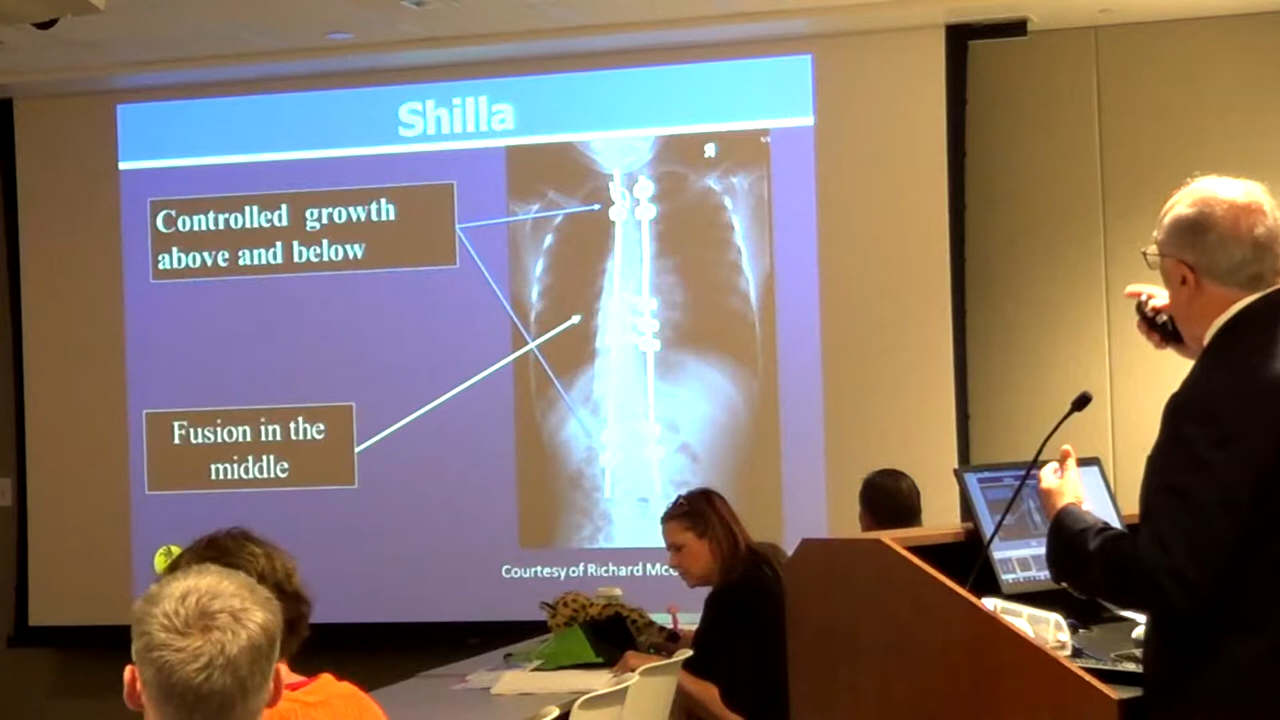 Shilla
R
Controlled growth
above and below
Fusion in the
middle
Courtesy of Richard